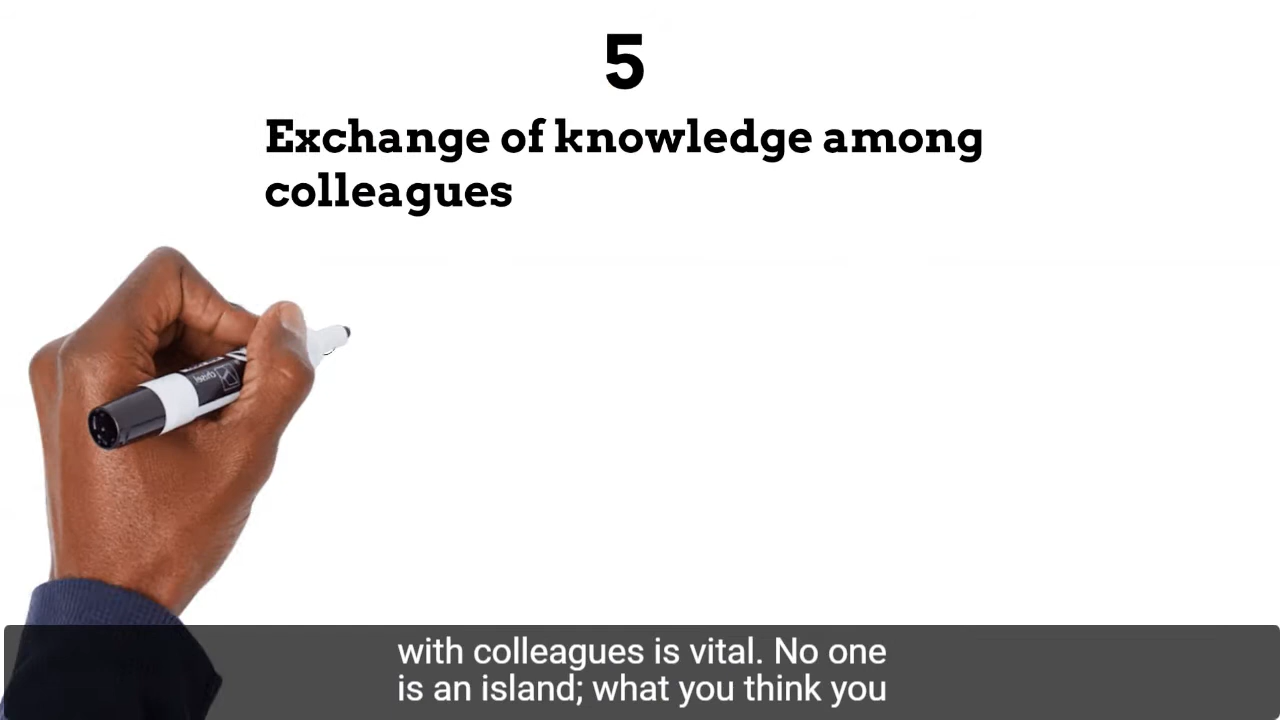 5
Exchange of knowledge among
colleagues
with colleagues is vital. No one
is an island; what you think you